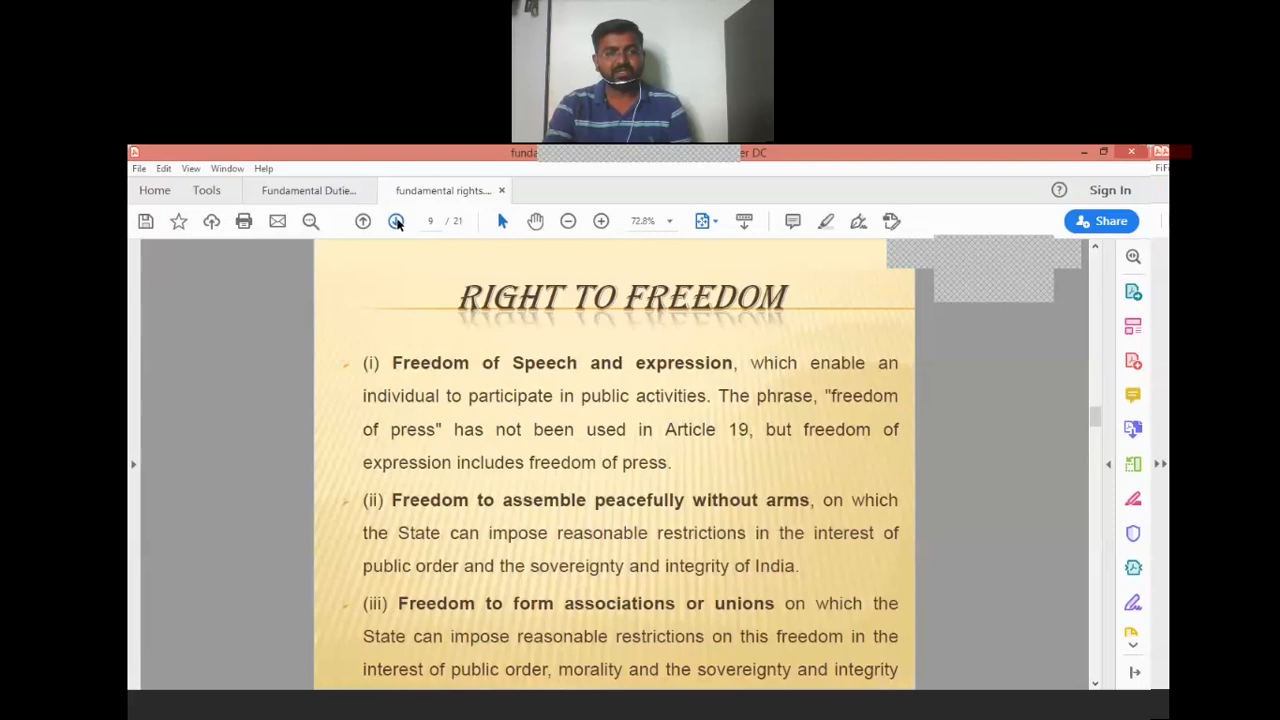 funda er DC
File Edit View Window Help
FiFi
Home Tools Fundamental Dutie... fundamental rights.... × Sign In
9 / 21 72.8% Share
RIGHT TO FREEDOM
(i) Freedom of Speech and expression, which enable an
individual to participate in public activities. The phrase, "freedom
of press" has not been used in Article 19, but freedom of
expression includes freedom of press.
(ii) Freedom to assemble peacefully without arms, on which
the State can impose reasonable restrictions in the interest of
public order and the sovereignty and integrity of India.
(iii) Freedom to form associations or unions on which the
State can impose reasonable restrictions on this freedom in the
interest of public order, morality and the sovereignty and integrity